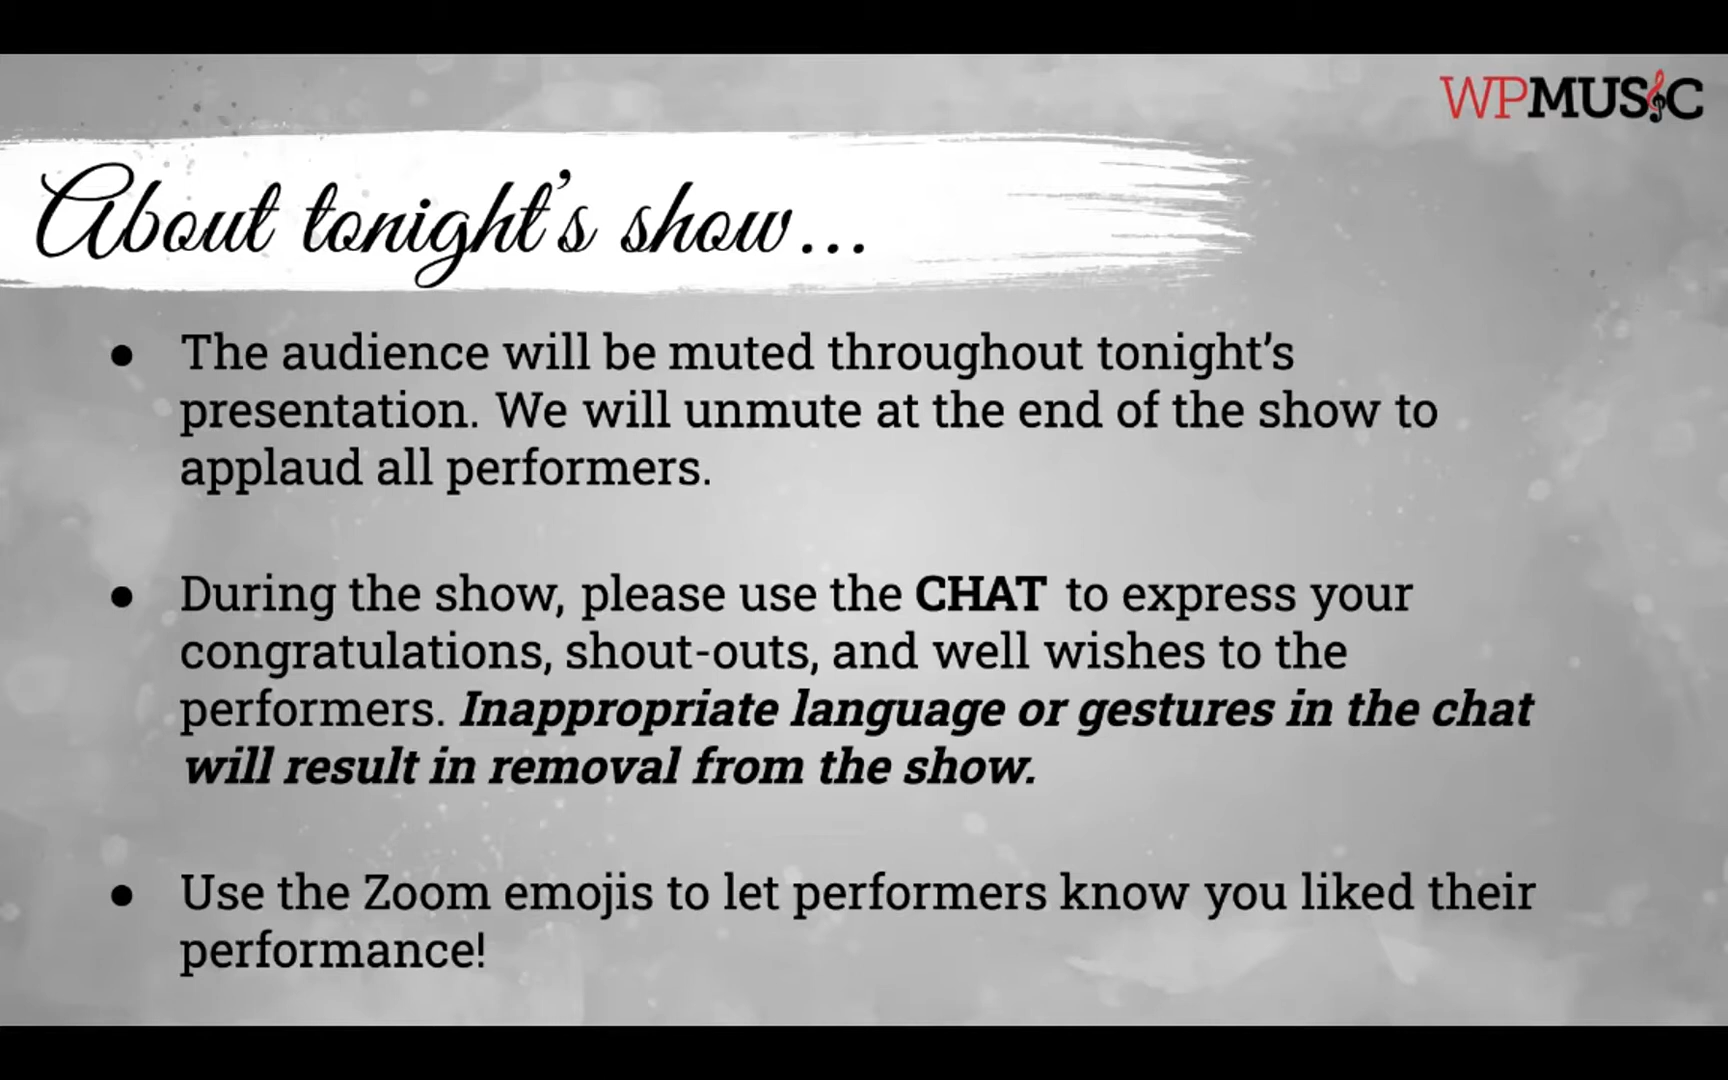 WPMUSIC
About tonight's show...
● The audience will be muted throughout tonight's
presentation. We will unmute at the end of the show to
applaud all performers.
● During the show, please use the CHAT to express your
congratulations, shout-outs, and well wishes to the
performers. Inappropriate language or gestures in the chat
will result in removal from the show.
● Use the Zoom emojis to let performers know you liked their
performance!